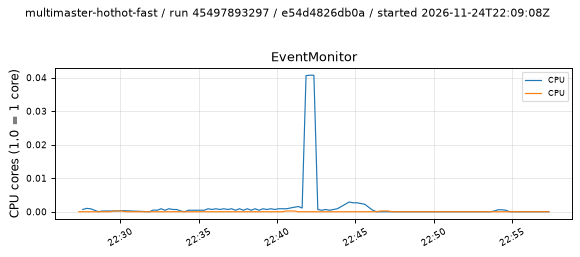 multimaster-hothot-fast / run 45497893297 / e54d4826db0a / started 2026-11-24T22:09:08Z
EventMonitor
CPU cores (1.0 = 1 core)
0.04
0.03
0.02
0.01
0.00
CPU
CPU
22:30
22:35
22:40
22:45
22:50
22:55